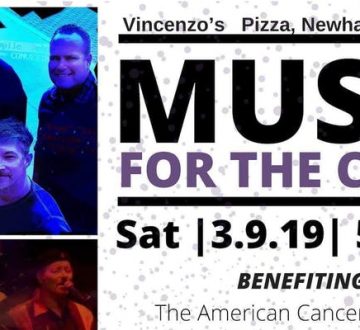 Vincenzo's Pizza, Newha
MUS
FOR THE C
Sat |3.9.19| 5
BENEFITING
The American Cance